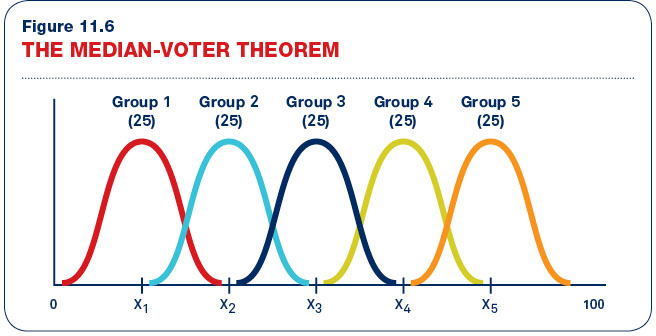 Figure 11.6
THE MEDIAN-VOTER THEOREM
Group 1 Group 2 Group 3 Group 4 Group 5
(25) (25) (25) (25) (25)
0 X1 X2 X3 X4 X5 100